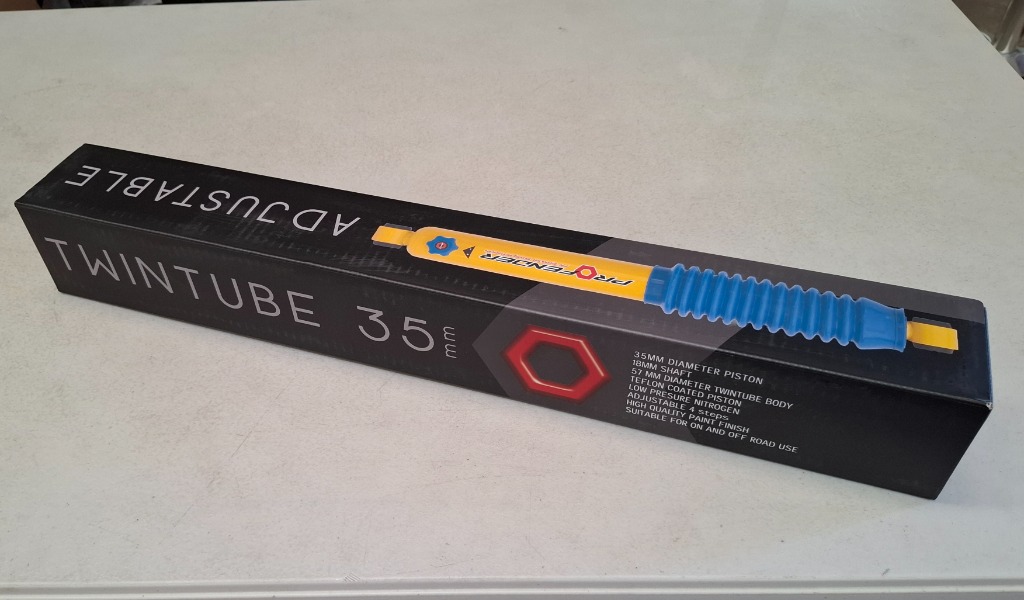 ADJUSTABLE
PROFENDER
TWINTUBE 35mm
35MM DIAMETER PISTON
18MM SHAFT
57 MM DIAMETER TWINTUBE BODY
TEFLON COATED PISTON
LOW PRESURE NITROGEN
ADJUSTABLE 4 steps
HIGH QUALITY PAINT FINISH
SUITABLE FOR ON AND OFF ROAD USE